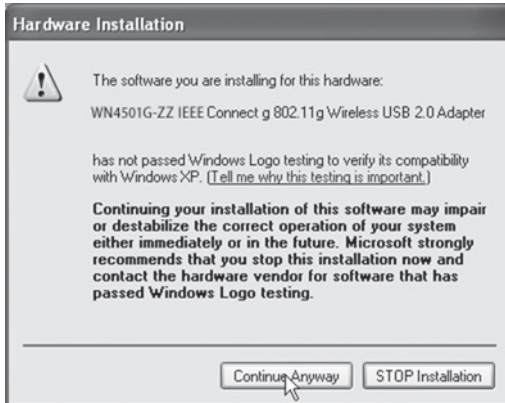 Hardware Installation
The software you are installing for this hardware:
WN4501G-ZZ IEEE Connect g 802.11g Wireless USB 2.0 Adapter
has not passed Windows Logo testing to verify its compatibility
with Windows XP. (Tell me why this testing is important.)
Continuing your installation of this software may impair
or destabilize the correct operation of your system
either immediately or in the future. Microsoft strongly
recommends that you stop this installation now and
contact the hardware vendor for software that has
passed Windows Logo testing.
Continue Anyway
STOP Installation